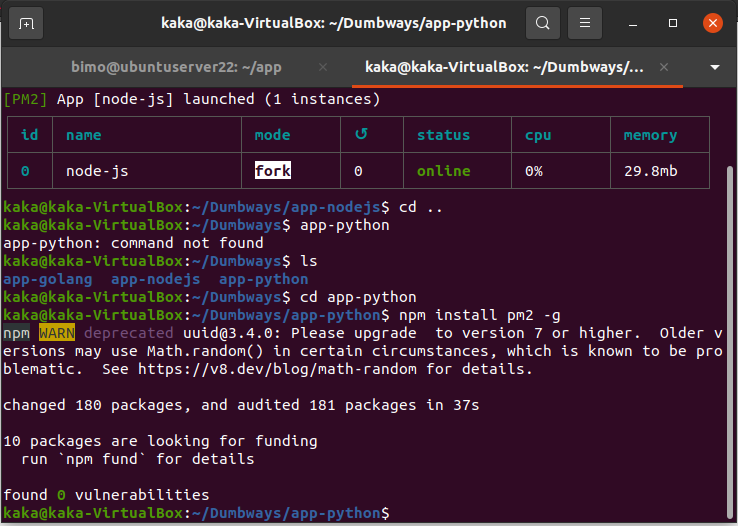 kaka@kaka-VirtualBox: ~/Dumbways/app-python
bimo@ubuntuserver22: ~/app
kaka@kaka-VirtualBox: ~/Dumbways/...
[PM2] App [node-js] launched (1 instances)
id name mode ↺ status cpu memory
0 node-js fork 0 online 0% 29.8mb
kaka@kaka-VirtualBox:~/Dumbways/app-nodejs$ cd ..
kaka@kaka-VirtualBox:~/Dumbways$ app-python
app-python: command not found
kaka@kaka-VirtualBox:~/Dumbways$ ls
app-golang  app-nodejs  app-python
kaka@kaka-VirtualBox:~/Dumbways$ cd app-python
kaka@kaka-VirtualBox:~/Dumbways/app-python$ npm install pm2 -g
npm WARN deprecated uuid@3.4.0: Please upgrade  to version 7 or higher.  Older v
ersions may use Math.random() in certain circumstances, which is known to be pro
blematic.  See https://v8.dev/blog/math-random for details.
changed 180 packages, and audited 181 packages in 37s
10 packages are looking for funding
  run `npm fund` for details
found 0 vulnerabilities
kaka@kaka-VirtualBox:~/Dumbways/app-python$